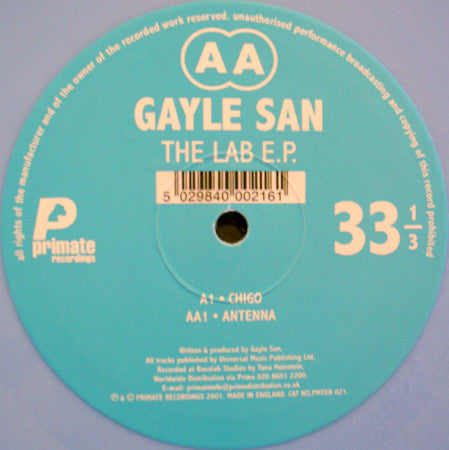 all rights of the manufacturer and of the owner of the recorded work reserved. unauthorised performance broadcasting and copying of this record prohibited
AA
GAYLE SAN
THE LAB E.P.
5 029840 002161
P
primate
recordings
33 1/3
A1 • CHIGO
AA1 • ANTENNA
Written & produced by Gayle San.
All tracks published by Universal Music Publishing Ltd.
Recorded at Bauslab Studios by Tana Heinstein.
Worldwide Distribution via Prime 020 8601 2200.
E-mail: primateinfo@primedistribution.co.uk
℗ & © PRIMATE RECORDINGS 2001. MADE IN ENGLAND. CAT NO.PMTEN 021.